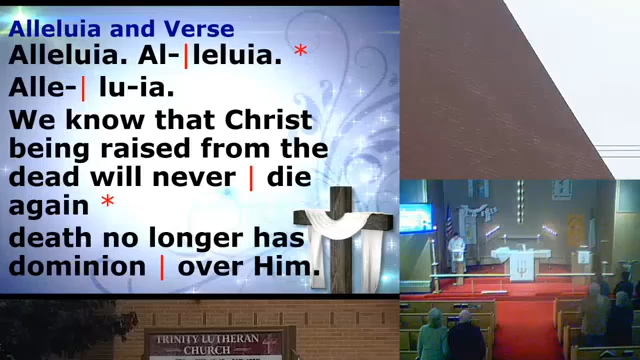 Alleluia and Verse
Alleluia. Al-|leluia. *
Alle-| lu-ia.
We know that Christ
being raised from the
dead will never | die
again *
death no longer has
dominion | over Him.
TRINITY LUTHERAN
CHURCH